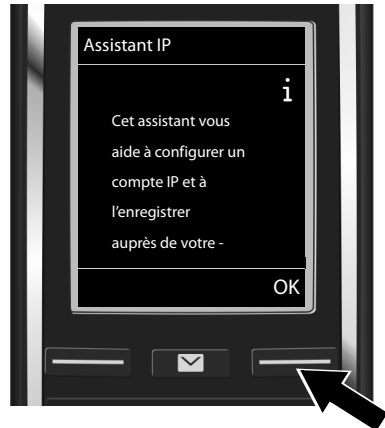 Assistant IP
i
Cet assistant vous
aide à configurer un
compte IP et à
l'enregistrer
auprès de votre -
OK